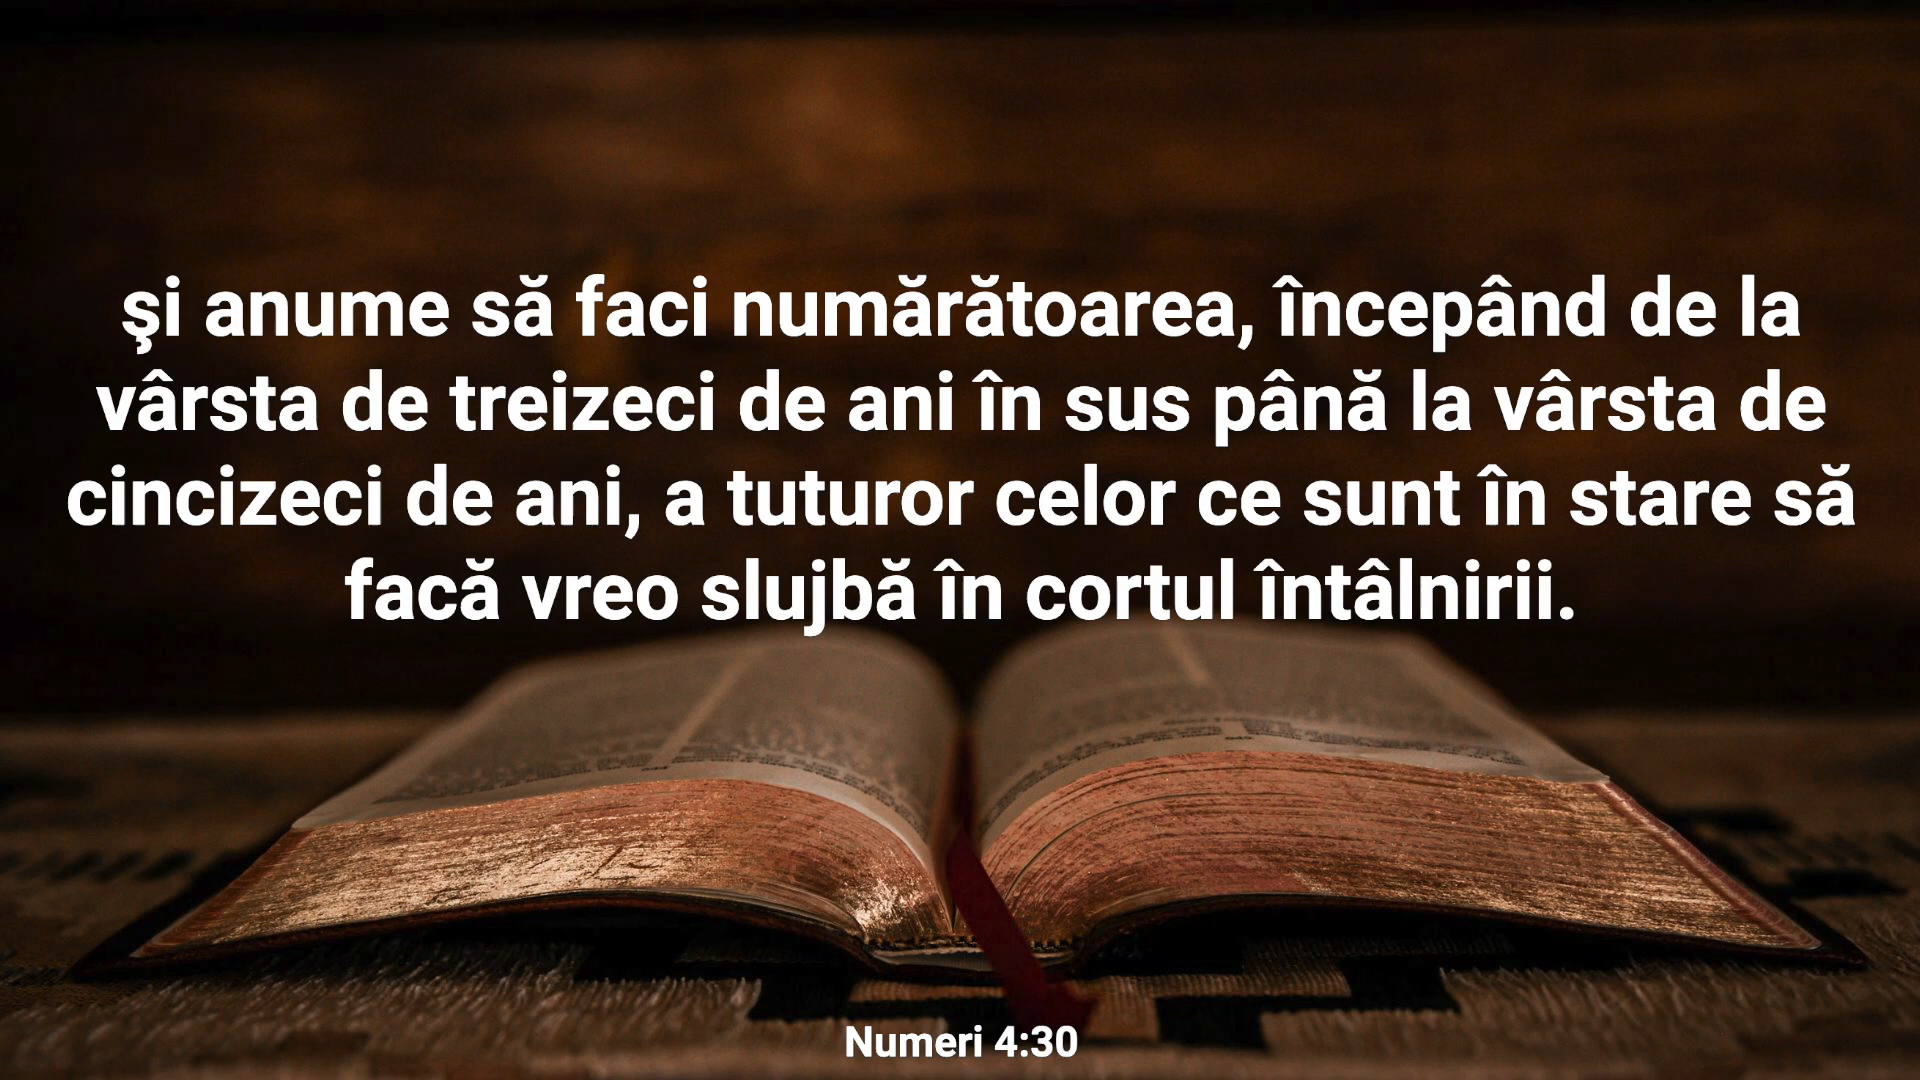 şi anume să faci numărătoarea, începând de la
vârsta de treizeci de ani în sus până la vârsta de
cincizeci de ani, a tuturor celor ce sunt în stare să
facă vreo slujbă în cortul întâlnirii.
Numeri 4:30